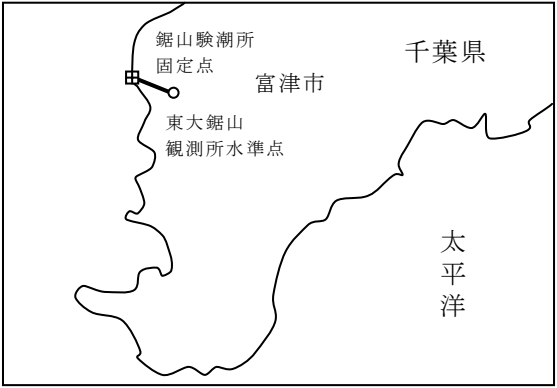 鋸山験潮所
固定点
千葉県
富津市
東大鋸山
観測所水準点
太平洋